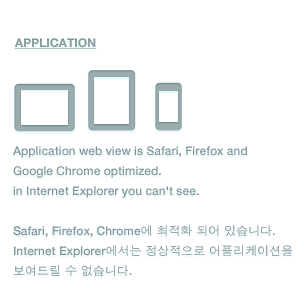 APPLICATION
Application web view is Safari, Firefox and
Google Chrome optimized.
in Internet Explorer you can't see.
Safari, Firefox, Chrome에 최적화 되어 있습니다.
Internet Explorer에서는 정상적으로 어플리케이션을
보여드릴 수 없습니다.